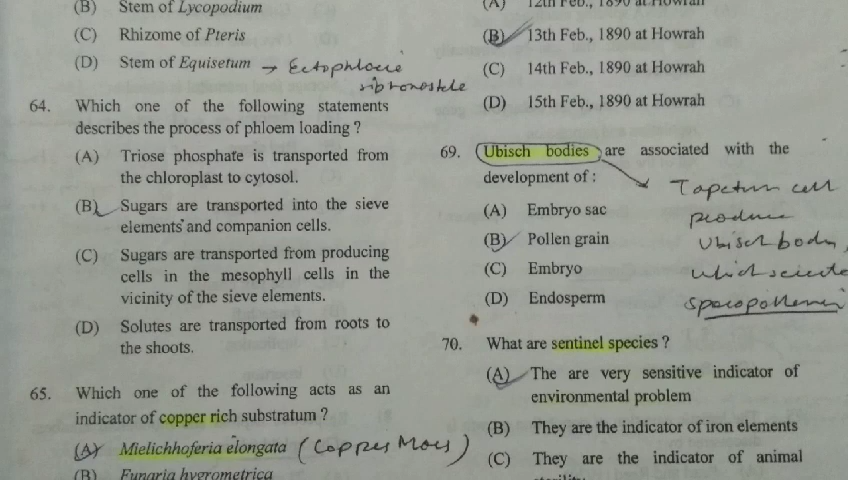 (B) Stem of Lycopodium
(C) Rhizome of Pteris
(D) Stem of Equisetum → Ectophloic
64. Which one of the following statements
describes the process of phloem loading ?
(A) Triose phosphate is transported from
the chloroplast to cytosol.
(B) Sugars are transported into the sieve
elements and companion cells.
(C) Sugars are transported from producing
cells in the mesophyll cells in the
vicinity of the sieve elements.
(D) Solutes are transported from roots to
the shoots.
65. Which one of the following acts as an
indicator of copper rich substratum ?
(A) Mielichhoferia elongata (Copper Moss)
(B) Funaria hygrometrica
(A) 12th Feb., 1890 at Howrah
(B) 13th Feb., 1890 at Howrah
(C) 14th Feb., 1890 at Howrah
(D) 15th Feb., 1890 at Howrah
69. Ubisch bodies are associated with the
development of :
(A) Embryo sac
(B) Pollen grain
(C) Embryo
(D) Endosperm
Tapetum cell
produce
Ubisch body,
which secrete
sporopollenin
70. What are sentinel species ?
(A) The are very sensitive indicator of
environmental problem
(B) They are the indicator of iron elements
(C) They are the indicator of animal